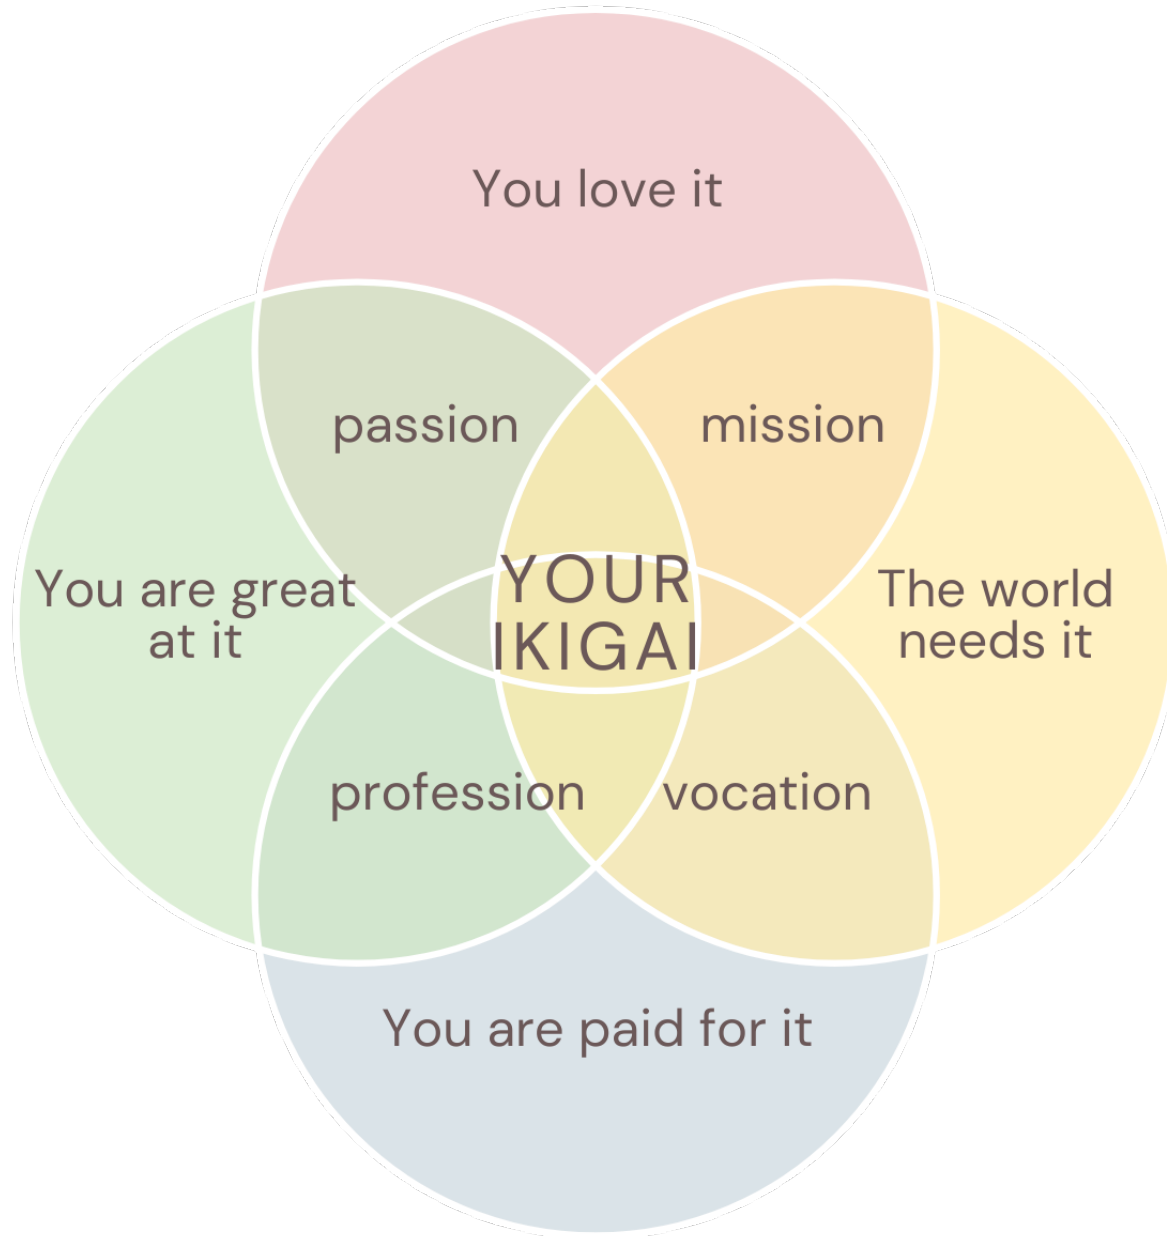 You love it
passion
mission
You are great
at it
YOUR
IKIGAI
The world
needs it
profession
vocation
You are paid for it